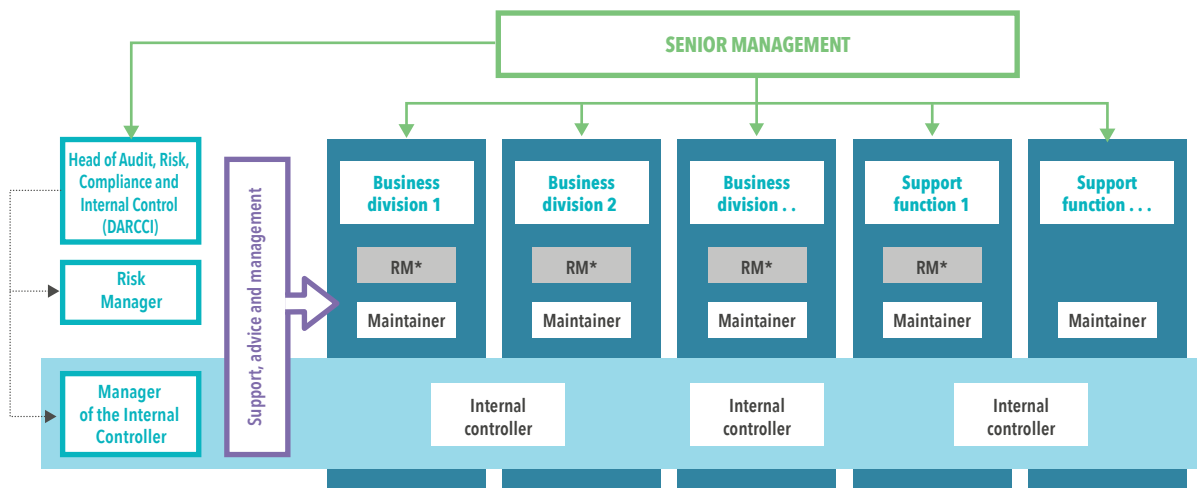 SENIOR MANAGEMENT
Head of Audit, Risk,
Compliance and
Internal Control
(DARCCI)
Risk
Manager
Manager
of the Internal
Controller
Support, advice and management
Business
division 1
Business
division 2
Business
division . .
Support
function 1
Support
function . . .
RM*
RM*
RM*
RM*
Maintainer
Maintainer
Maintainer
Maintainer
Maintainer
Internal
controller
Internal
controller
Internal
controller